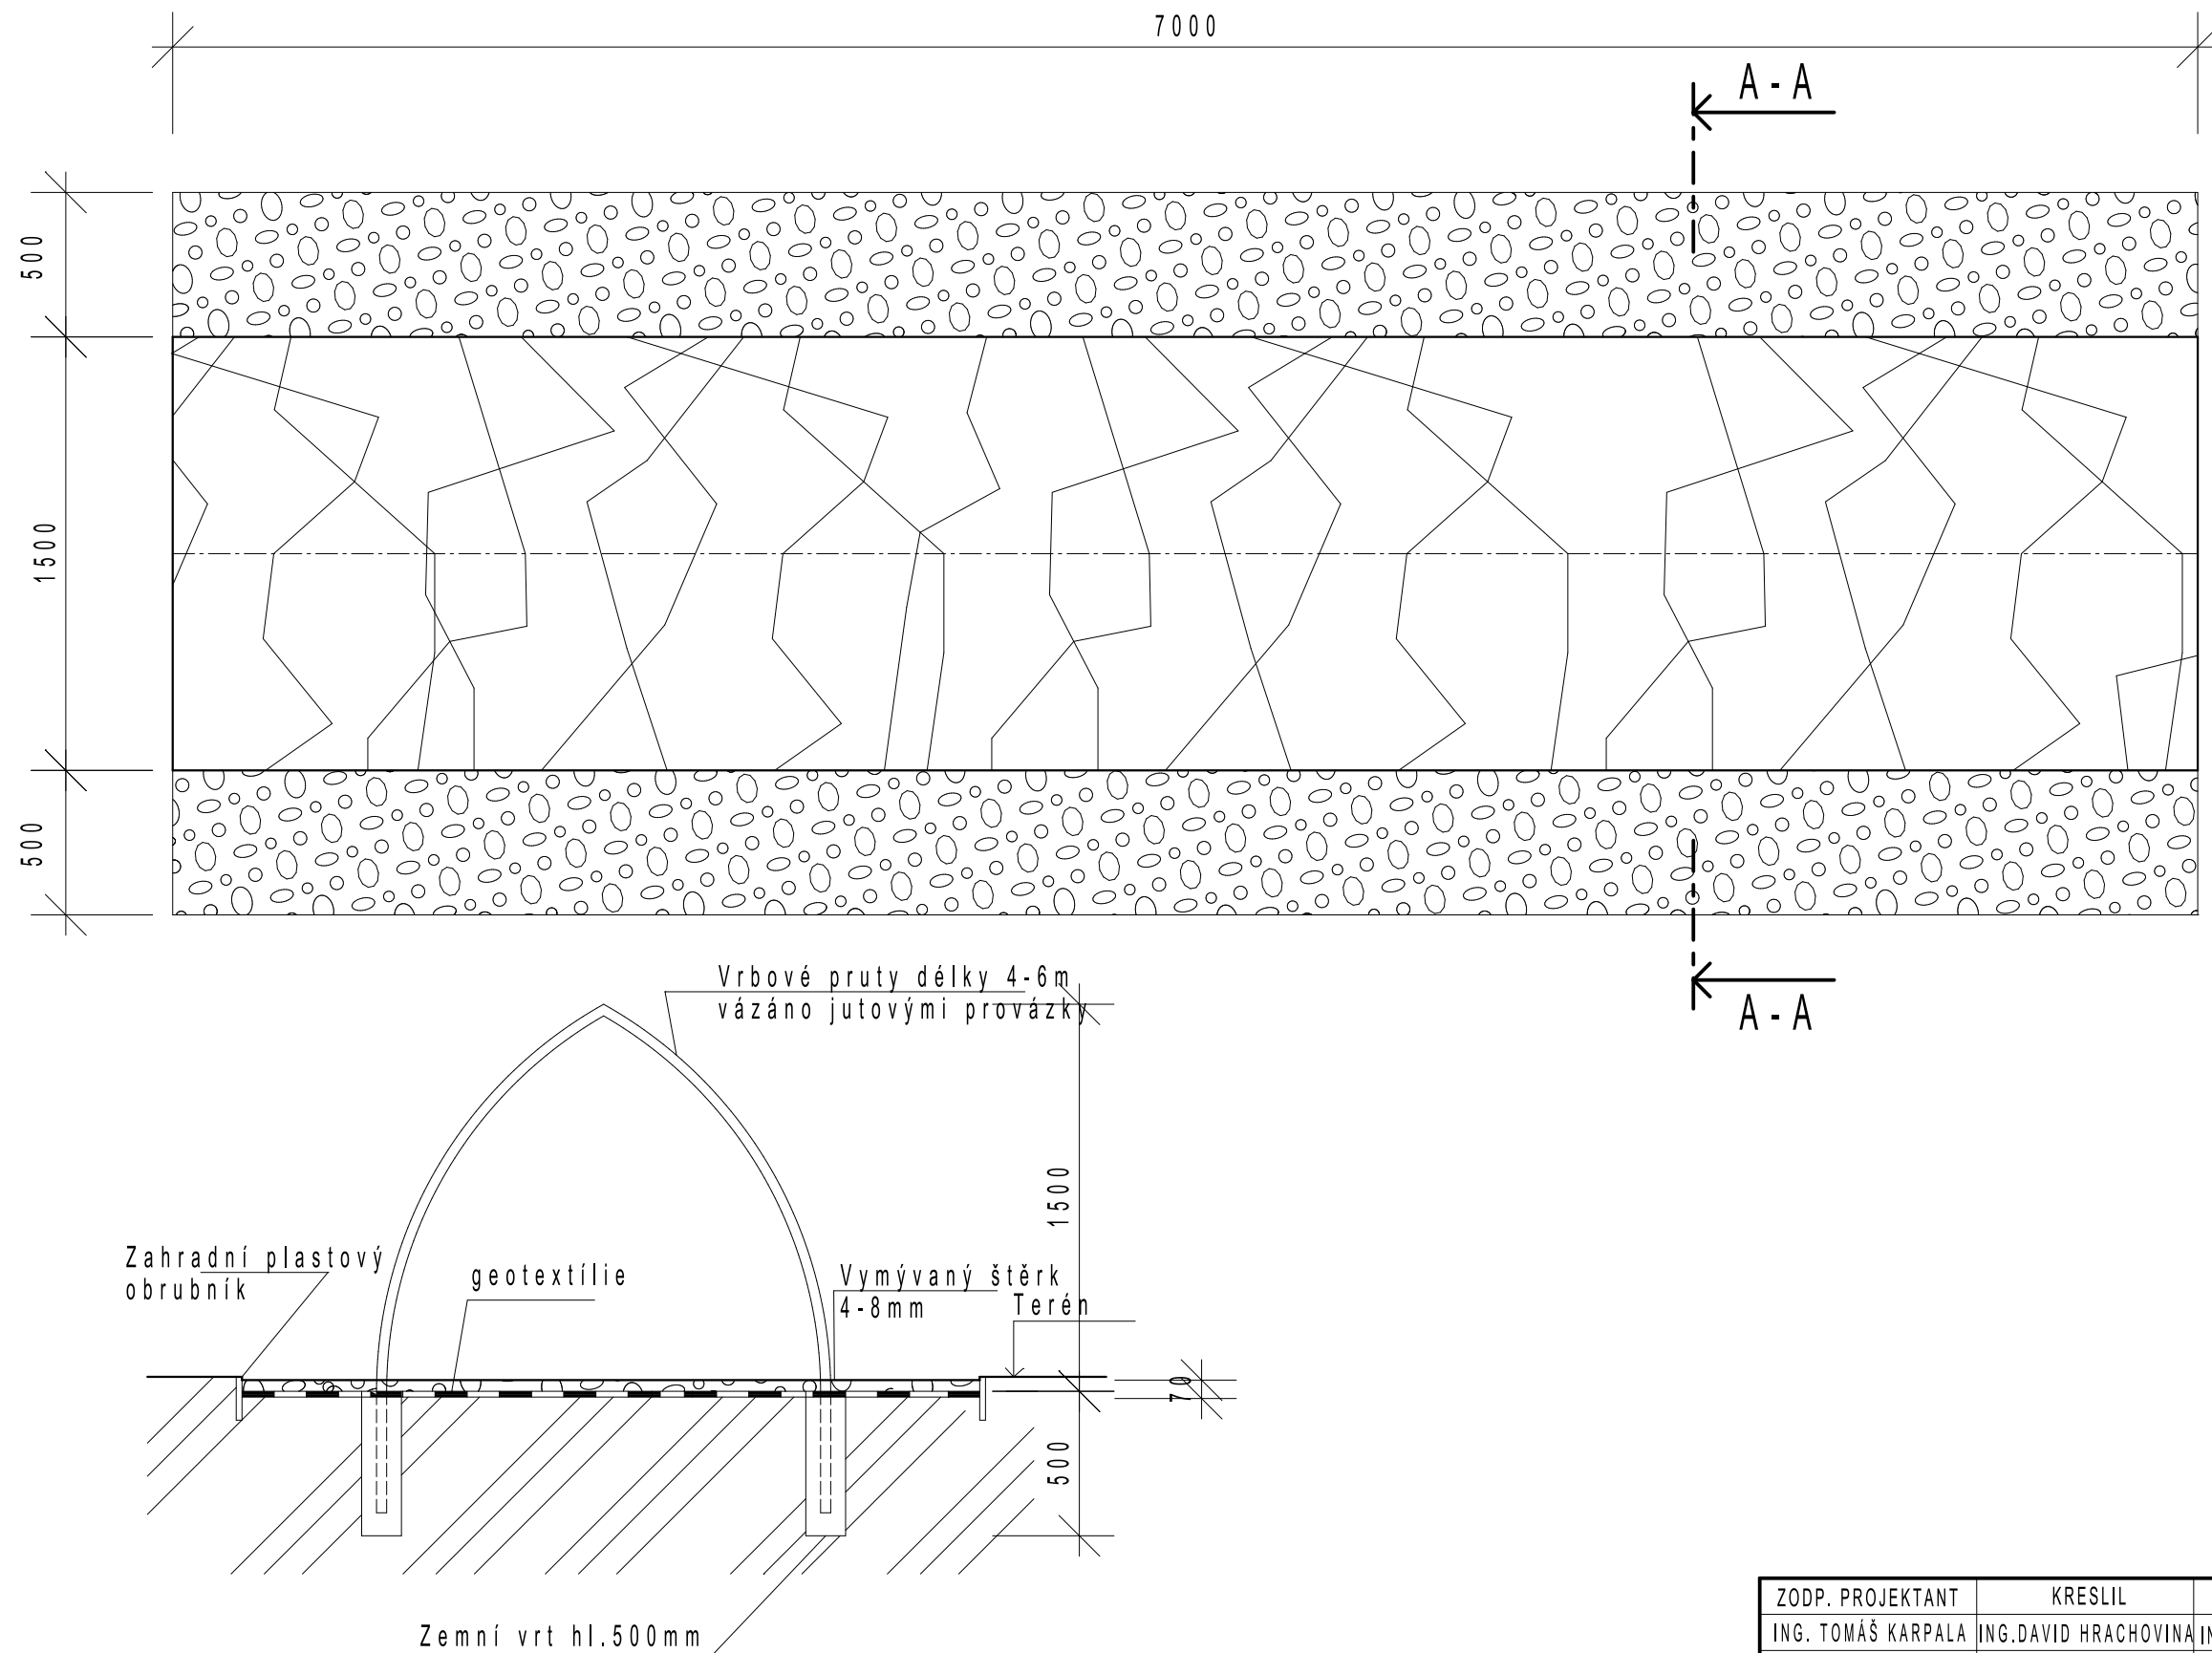 7000
A-A
500
1500
500
A-A
Vrbové pruty délky 4-6m
vázáno jutovými provázky
1500
Zahradní plastový
obrubník
geotextílie
Vymývaný štěrk
4-8mm
Terén
70
500
Zemní vrt hl.500mm
ZODP. PROJEKTANT KRESLIL
ING. TOMÁŠ KARPALA ING.DAVID HRACHOVINA